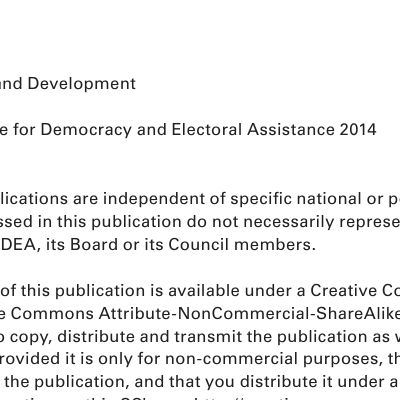 and Development
e for Democracy and Electoral Assistance 2014
lications are independent of specific national or p
ssed in this publication do not necessarily represe
DEA, its Board or its Council members.
of this publication is available under a Creative Co
e Commons Attribute-NonCommercial-ShareAlike
o copy, distribute and transmit the publication as w
rovided it is only for non-commercial purposes, th
the publication, and that you distribute it under a